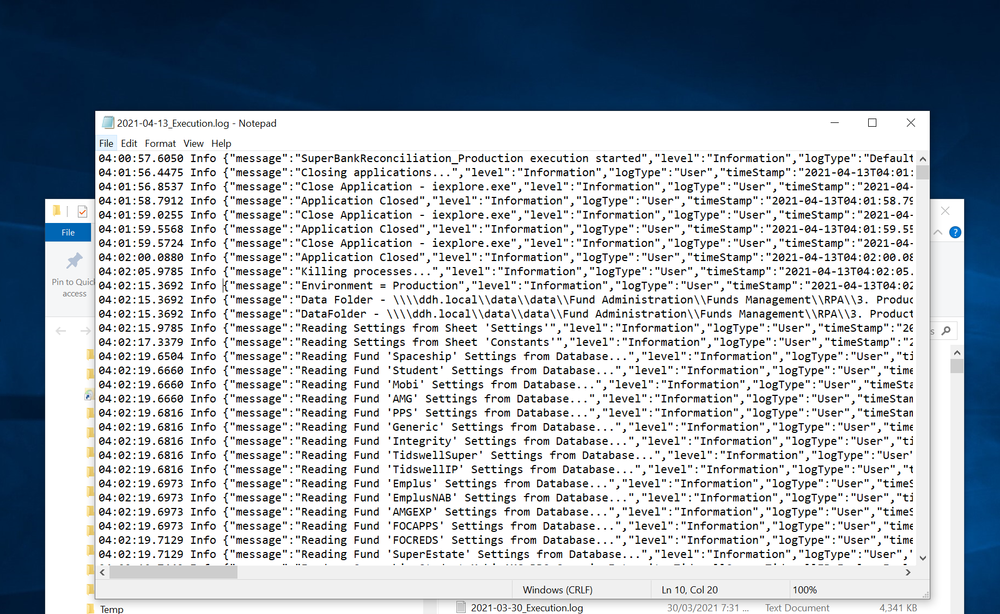 2021-04-13_Execution.log - Notepad
File Edit Format View Help
04:00:57.6050 Info {"message":"SuperBankReconciliation_Production execution started","level":"Information","logType":"Default
04:01:56.4475 Info {"message":"Closing applications...","level":"Information","logType":"User","timeStamp":"2021-04-13T04:01:
04:01:56.8537 Info {"message":"Close Application - iexplore.exe","level":"Information","logType":"User","timeStamp":"2021-04-
04:01:58.7912 Info {"message":"Application Closed","level":"Information","logType":"User","timeStamp":"2021-04-13T04:01:58.79
04:01:59.0255 Info {"message":"Close Application - iexplore.exe","level":"Information","logType":"User","timeStamp":"2021-04-
04:01:59.5568 Info {"message":"Application Closed","level":"Information","logType":"User","timeStamp":"2021-04-13T04:01:59.55
04:01:59.5724 Info {"message":"Close Application - iexplore.exe","level":"Information","logType":"User","timeStamp":"2021-04-
04:02:00.0880 Info {"message":"Application Closed","level":"Information","logType":"User","timeStamp":"2021-04-13T04:02:00.08
04:02:05.9785 Info {"message":"Killing processes...","level":"Information","logType":"User","timeStamp":"2021-04-13T04:02:05.
04:02:15.3692 Info {"message":"Environment = Production","level":"Information","logType":"User","timeStamp":"2021-04-13T04:02
04:02:15.3692 Info {"message":"Data Folder - \\\\ddh.local\\data\\data\\Fund Administration\\Funds Management\\RPA\\3. Produc
04:02:15.3692 Info {"message":"DataFolder - \\\\ddh.local\\data\\data\\Fund Administration\\Funds Management\\RPA\\3. Product
04:02:15.9785 Info {"message":"Reading Settings from Sheet 'Settings'","level":"Information","logType":"User","timeStamp":"20
04:02:17.3379 Info {"message":"Reading Settings from Sheet 'Constants'","level":"Information","logType":"User","timeStamp":"2
04:02:19.6504 Info {"message":"Reading Fund 'Spaceship' Settings from Database...","level":"Information","logType":"User","ti
04:02:19.6660 Info {"message":"Reading Fund 'Student' Settings from Database...","level":"Information","logType":"User","time
04:02:19.6660 Info {"message":"Reading Fund 'Mobi' Settings from Database...","level":"Information","logType":"User","timeSta
04:02:19.6660 Info {"message":"Reading Fund 'AMG' Settings from Database...","level":"Information","logType":"User","timeStam
04:02:19.6816 Info {"message":"Reading Fund 'PPS' Settings from Database...","level":"Information","logType":"User","timeStam
04:02:19.6816 Info {"message":"Reading Fund 'Generic' Settings from Database...","level":"Information","logType":"User","time
04:02:19.6816 Info {"message":"Reading Fund 'Integrity' Settings from Database...","level":"Information","logType":"User","ti
04:02:19.6816 Info {"message":"Reading Fund 'TidswellSuper' Settings from Database...","level":"Information","logType":"User"
04:02:19.6816 Info {"message":"Reading Fund 'TidswellIP' Settings from Database...","level":"Information","logType":"User","t
04:02:19.6973 Info {"message":"Reading Fund 'Emplus' Settings from Database...","level":"Information","logType":"User","timeS
04:02:19.6973 Info {"message":"Reading Fund 'EmplusNAB' Settings from Database...","level":"Information","logType":"User","ti
04:02:19.6973 Info {"message":"Reading Fund 'AMGEXP' Settings from Database...","level":"Information","logType":"User","timeS
04:02:19.6973 Info {"message":"Reading Fund 'FOCAPPS' Settings from Database...","level":"Information","logType":"User","time
04:02:19.7129 Info {"message":"Reading Fund 'FOCREDS' Settings from Database...","level":"Information","logType":"User","time
04:02:19.7129 Info {"message":"Reading Fund 'SuperEstate' Settings from Database...","level":"Information","logType":"User","
Windows (CRLF) Ln 10, Col 20 100%
File
Pin to Quick
access
s
Temp
2021-03-30_Execution.log 30/03/2021 7:31 ... Text Document 4,341 KB